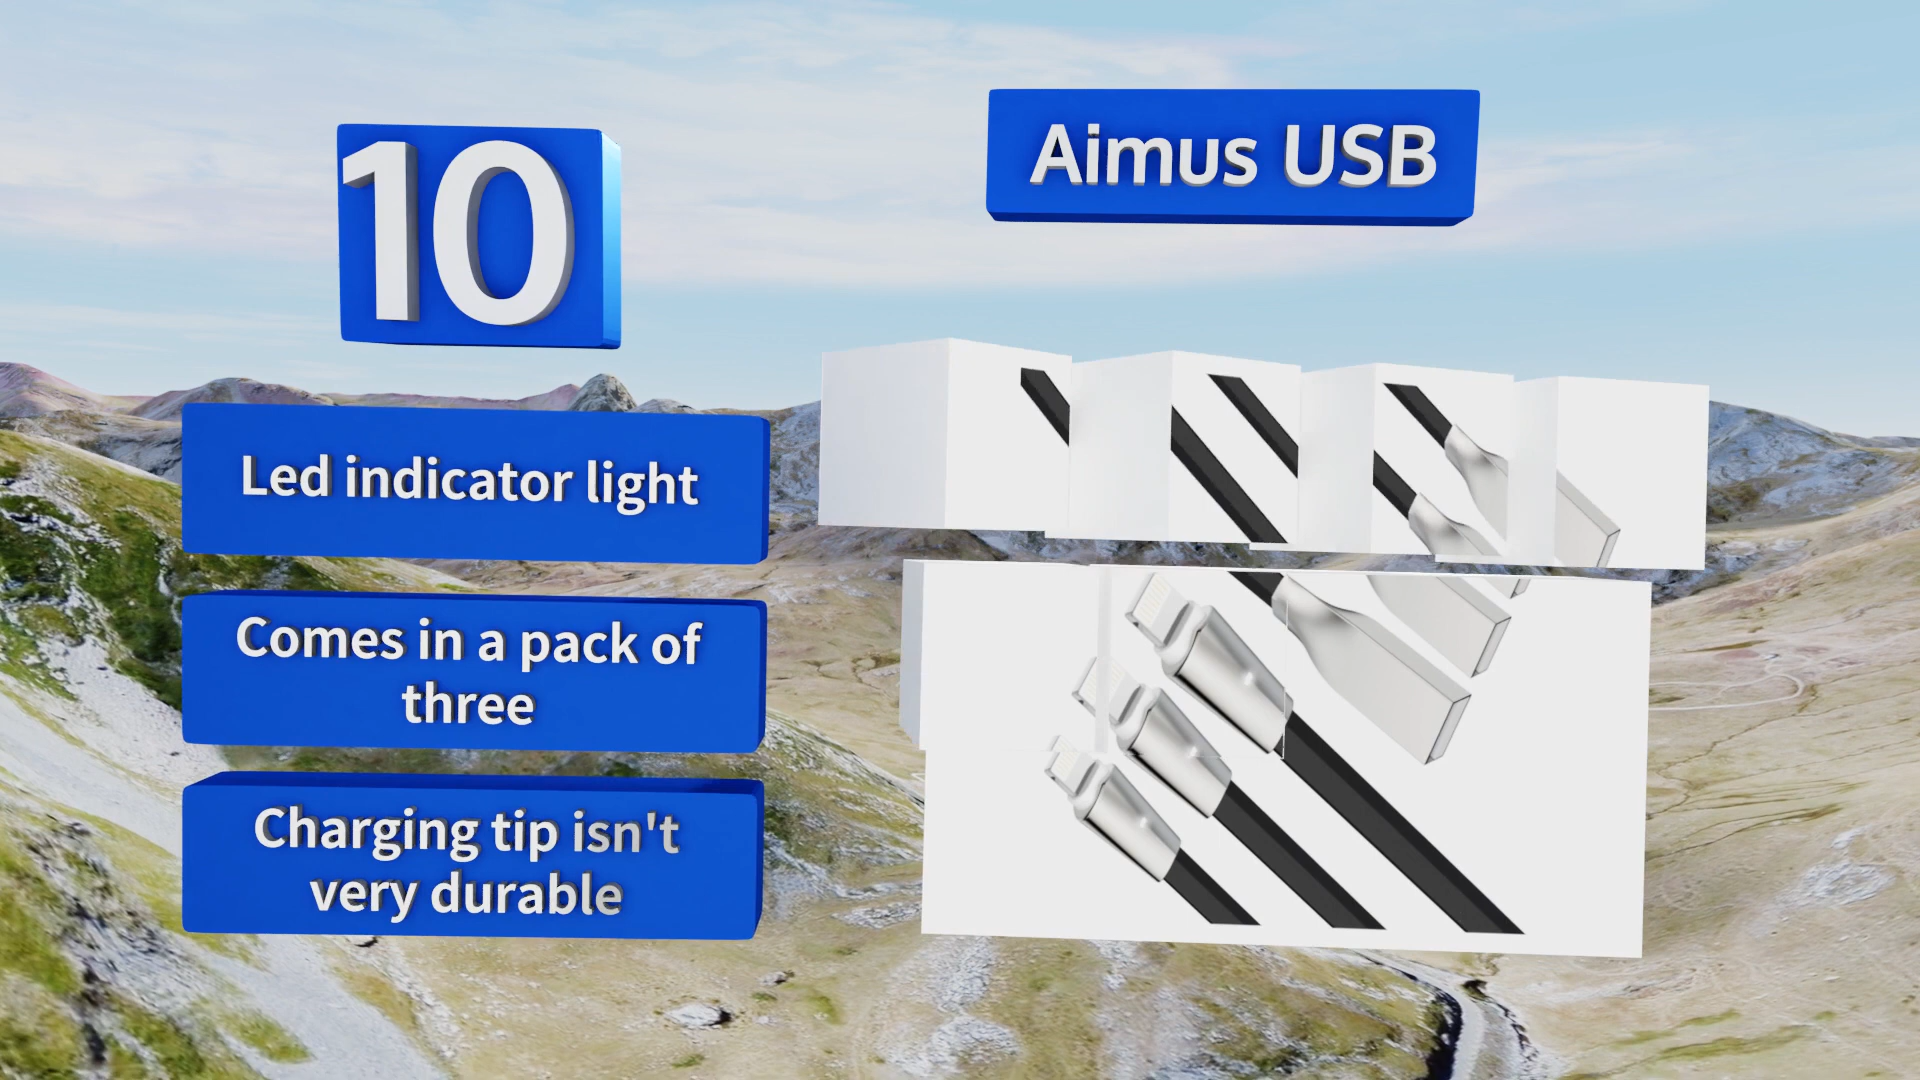 10
Aimus USB
Led indicator light
Comes in a pack of
three
Charging tip isn't
very durable